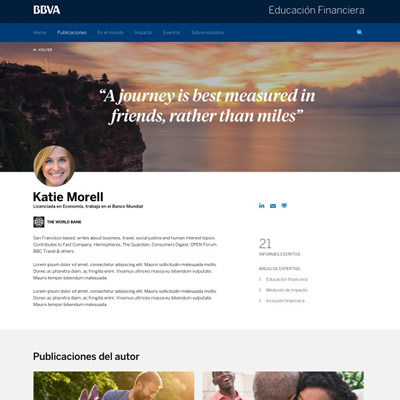 BBVA
Educación Financiera
Home Publicaciones En el mundo Impacto Eventos Sobre nosotros
VOLVER
“A journey is best measured in
friends, rather than miles”
Katie Morell
Licenciada en Economía, trabaja en el Banco Mundial
THE WORLD BANK
San Francisco-based, writes about business, travel, social justice and human interest topics.
Contributes to Fast Company, Hemispheres, The Guardian, Consumers Digest, OPEN Forum,
BBC Travel & others.
Lorem ipsum dolor sit amet, consectetur adipiscing elit. Mauris sollicitudin malesuada elementum.
Donec ac pharetra diam, ac fringilla enim. Vivamus ultrices massa eu bibendum vulputate.
Mauris tempor bibendum malesuada.
Lorem ipsum dolor sit amet, consectetur adipiscing elit. Mauris sollicitudin malesuada elementum.
Donec ac pharetra diam, ac fringilla enim. Vivamus ultrices massa eu bibendum vulputate.
Mauris tempor bibendum malesuada.
21
INFORMES ESCRITOS
ÁREAS DE EXPERTISE
Educación financiera
Medición de impacto
Inclusión financiera
Publicaciones del autor